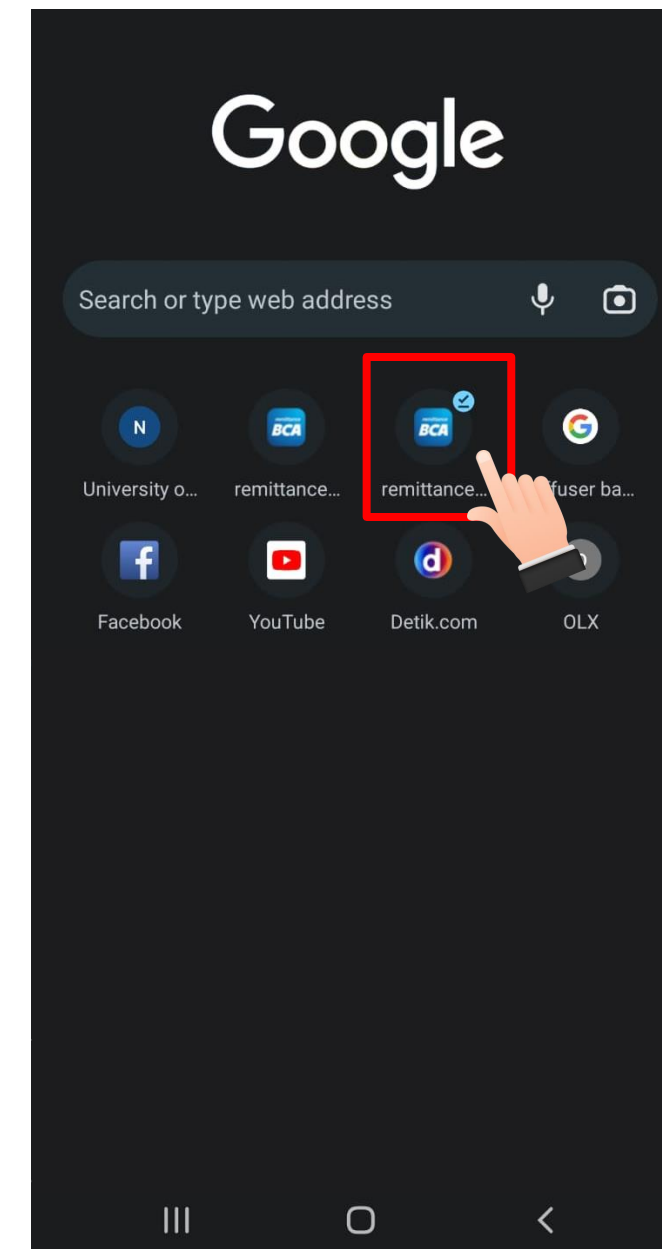 Google
Search or type web address
N
BCA
BCA
G
University o...
remittance...
remittance...
fuser ba...
f
d
Facebook
YouTube
Detik.com
OLX